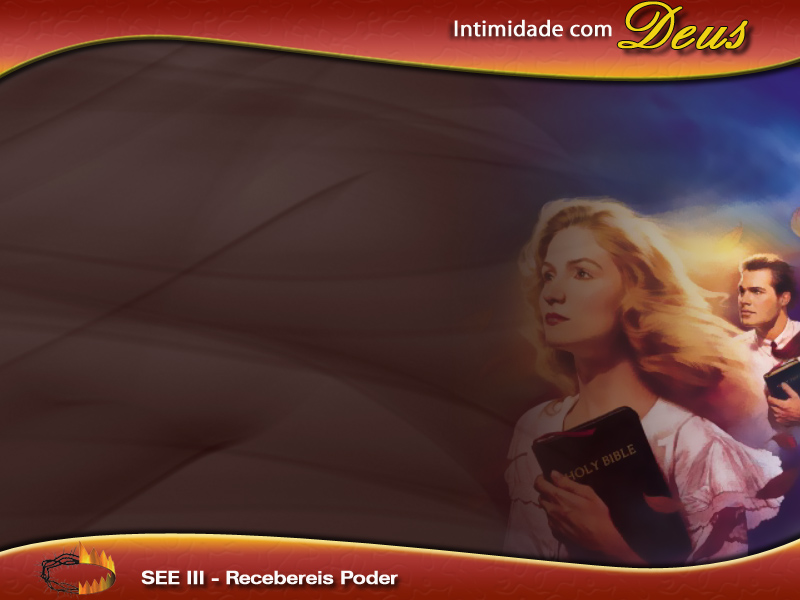 Intimidade com Deus
HOLY BIBLE
SEE III - Recebereis Poder